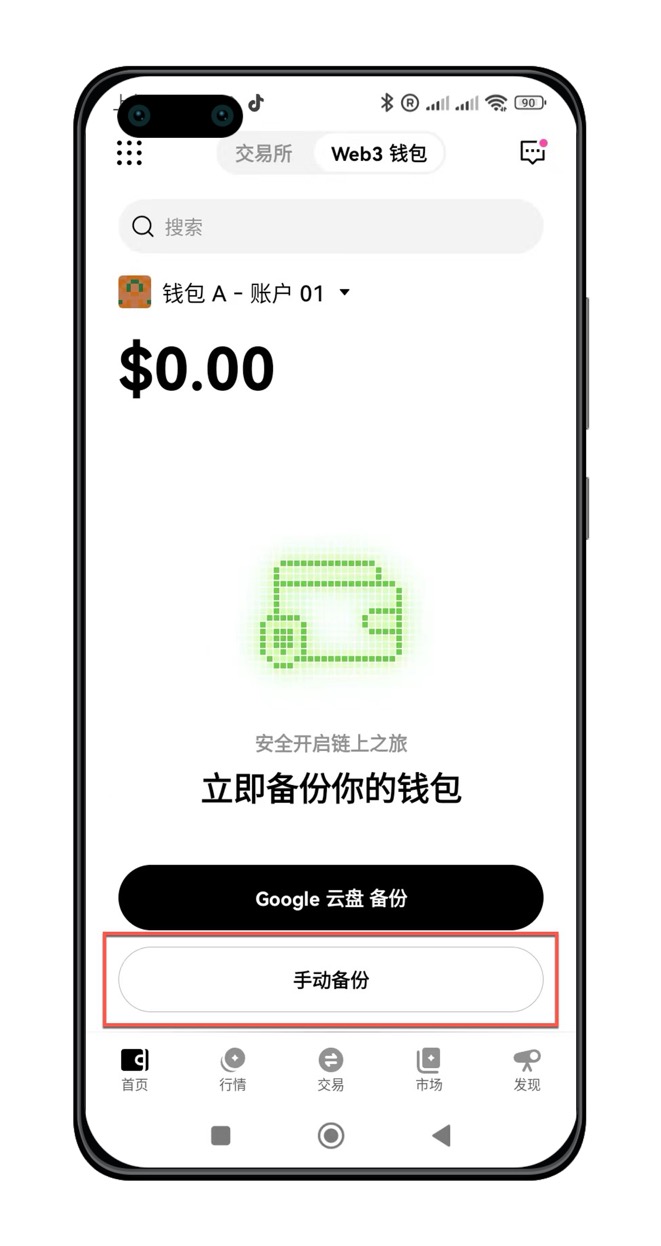 90
交易所
Web3 钱包
搜索
钱包 A - 账户 01
$0.00
安全开启链上之旅
立即备份你的钱包
Google 云盘 备份
手动备份
首页
行情
交易
市场
发现